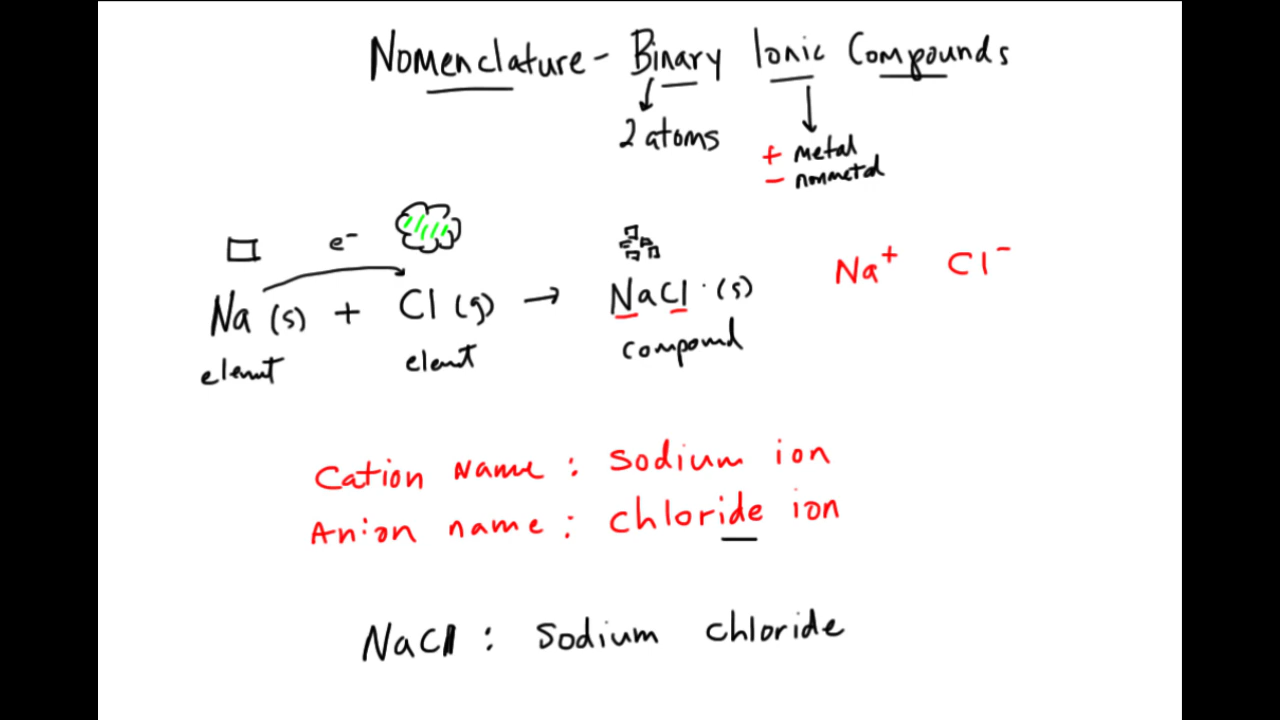 Nomenclature - Binary Ionic Compounds
2 atoms
+ metal
- nonmetal
e⁻
Na (s) + Cl (g) → NaCl (s) Na⁺ Cl⁻
element element compound
Cation Name : Sodium ion
Anion name : chloride ion
NaCl : Sodium chloride